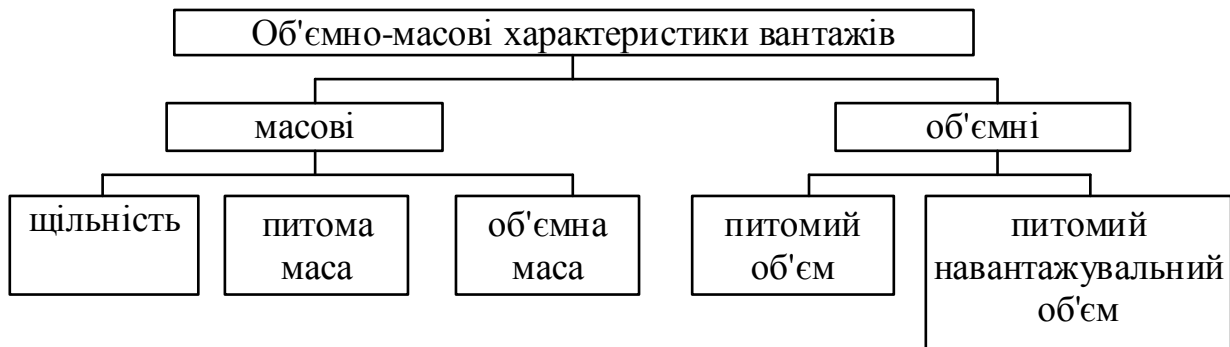 Об'ємно-масові характеристики вантажів
масові
об'ємні
щільність
питома
маса
об'ємна
маса
питомий
об'єм
питомий
навантажувальний
об'єм